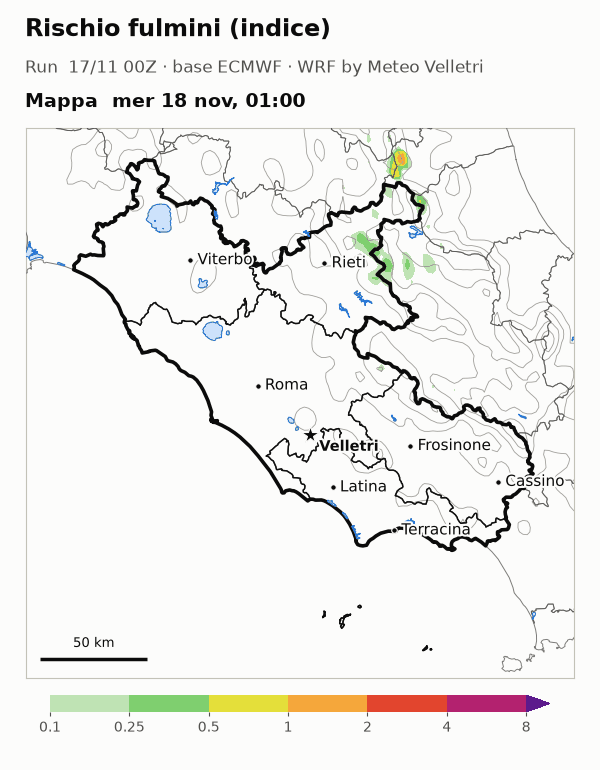 Rischio fulmini (indice)
Run  17/11 00Z · base ECMWF · WRF by Meteo Velletri
Mappa  mer 18 nov, 01:00
Viterbo
Rieti
Roma
Velletri
Frosinone
Latina
Cassino
Terracina
50 km
0.1 0.25 0.5 1 2 4 8